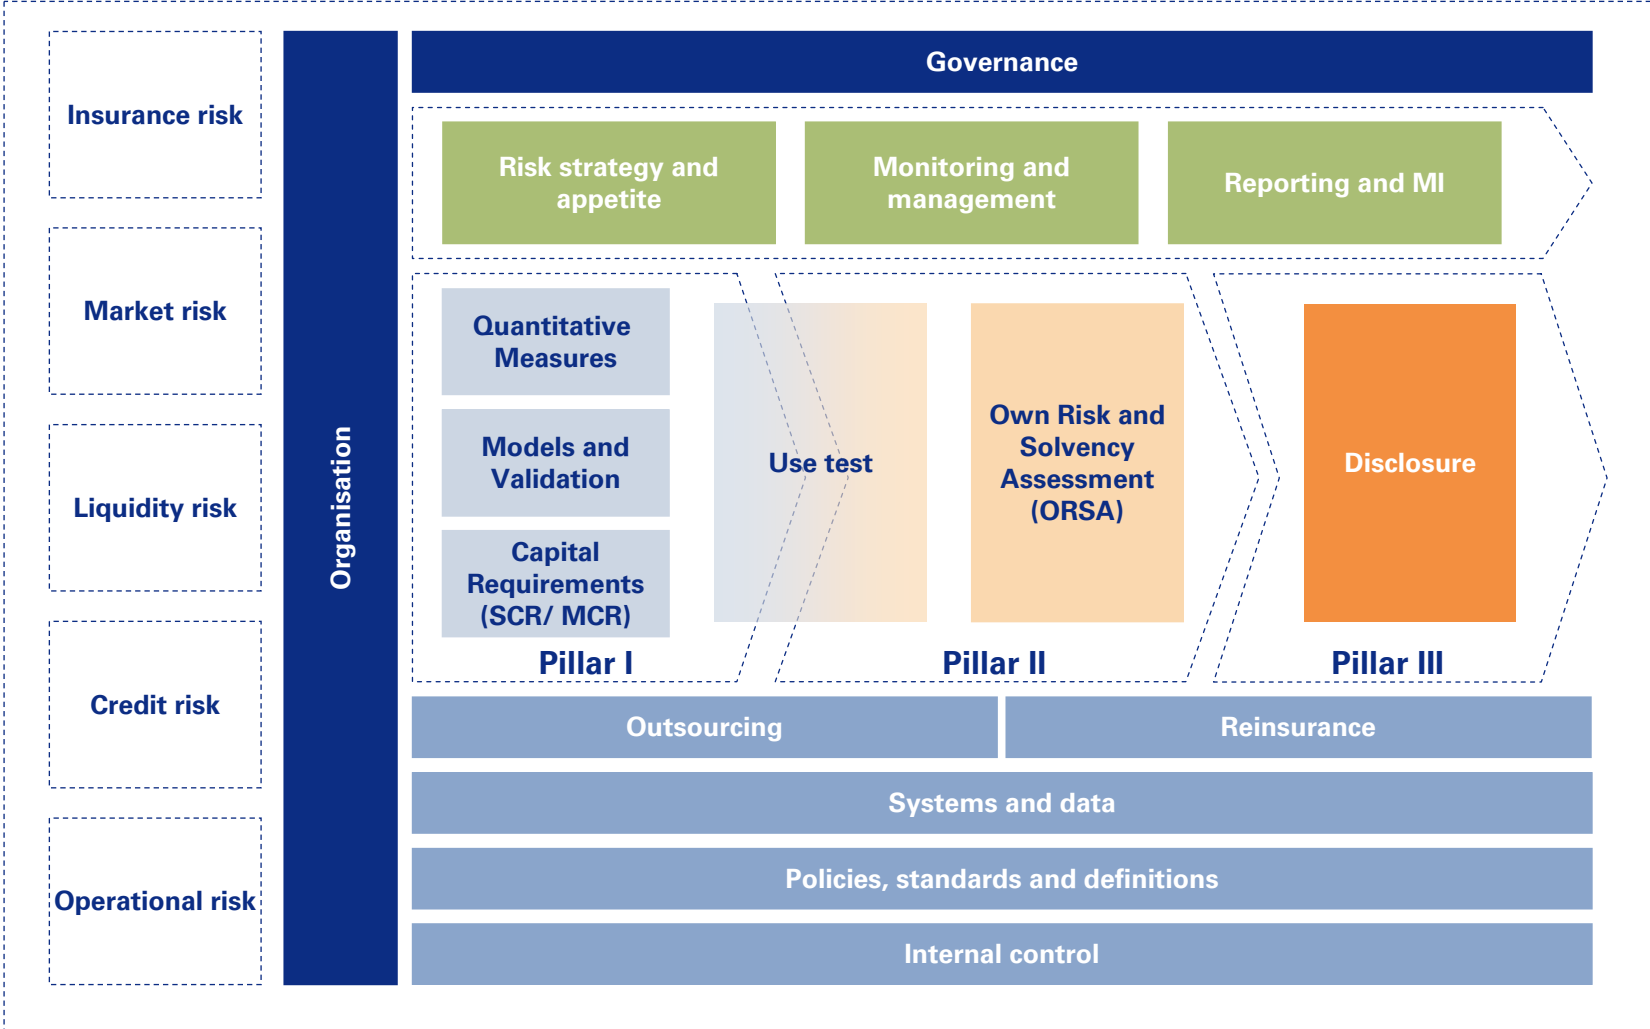 Insurance risk
Market risk
Liquidity risk
Credit risk
Operational risk
Organisation
Governance
Risk strategy and
appetite
Monitoring and
management
Reporting and MI
Quantitative
Measures
Models and
Validation
Capital
Requirements
(SCR/ MCR)
Pillar I
Use test
Own Risk and
Solvency
Assessment
(ORSA)
Pillar II
Disclosure
Pillar III
Outsourcing
Reinsurance
Systems and data
Policies, standards and definitions
Internal control